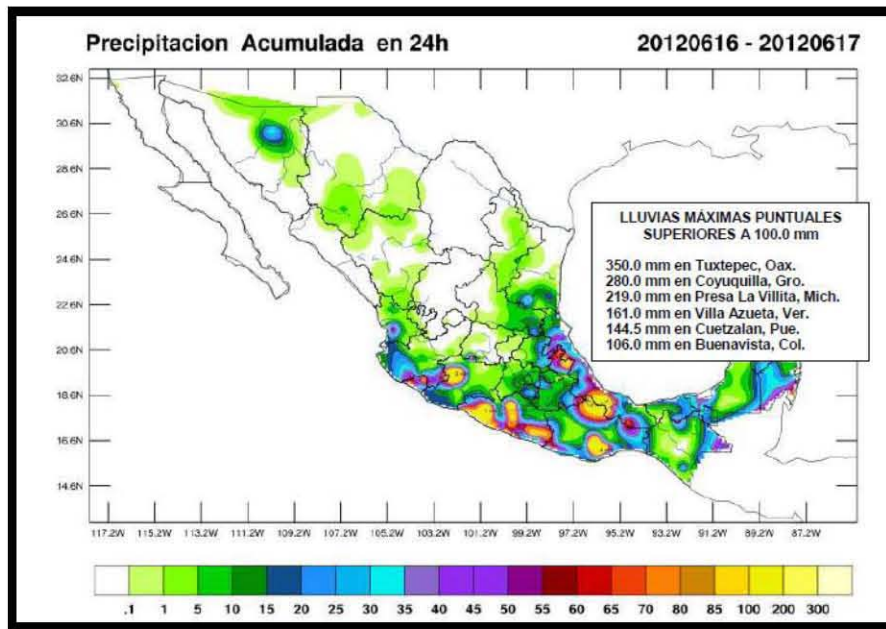 Precipitacion Acumulada en 24h 20120616 - 20120617
32.6N
30.6N
28.6N
26.6N
24.6N
22.6N
20.6N
18.6N
16.6N
14.6N
LLUVIAS MÁXIMAS PUNTUALES
SUPERIORES A 100.0 mm
350.0 mm en Tuxtepec, Oax.
280.0 mm en Coyuquilla, Gro.
219.0 mm en Presa La Villita, Mich.
161.0 mm en Villa Azueta, Ver.
144.5 mm en Cuetzalan, Pue.
106.0 mm en Buenavista, Col.
117.2W 115.2W 113.2W 111.2W 109.2W 107.2W 105.2W 103.2W 101.2W 99.2W 97.2W 95.2W 93.2W 91.2W 89.2W 87.2W
.1 1 5 10 15 20 25 30 35 40 45 50 55 60 65 70 80 85 100 200 300